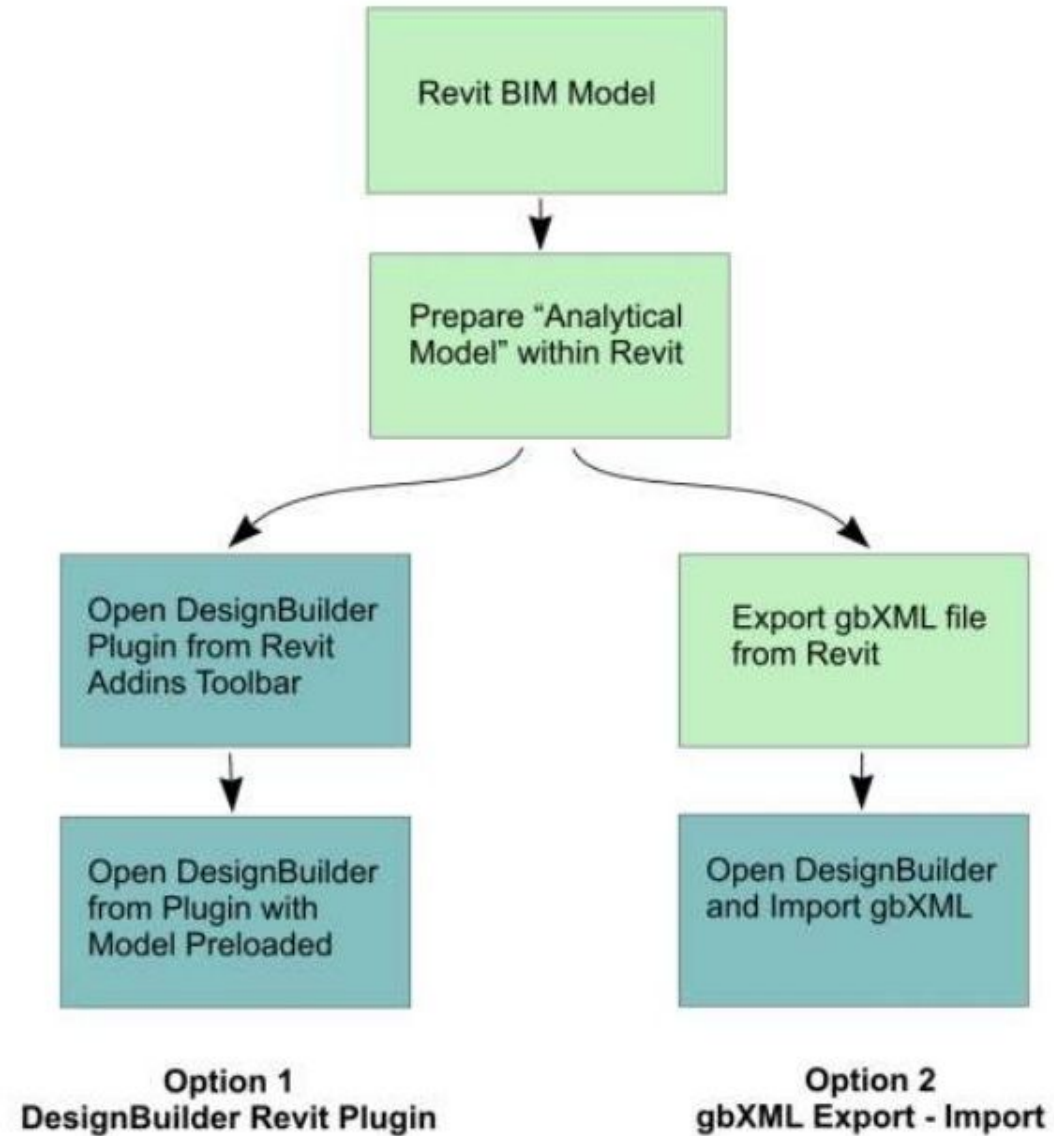 Revit BIM Model
Prepare “Analytical
Model” within Revit
Open DesignBuilder
Plugin from Revit
Addins Toolbar
Export gbXML file
from Revit
Open DesignBuilder
from Plugin with
Model Preloaded
Open DesignBuilder
and Import gbXML
Option 1
DesignBuilder Revit Plugin
Option 2
gbXML Export - Import